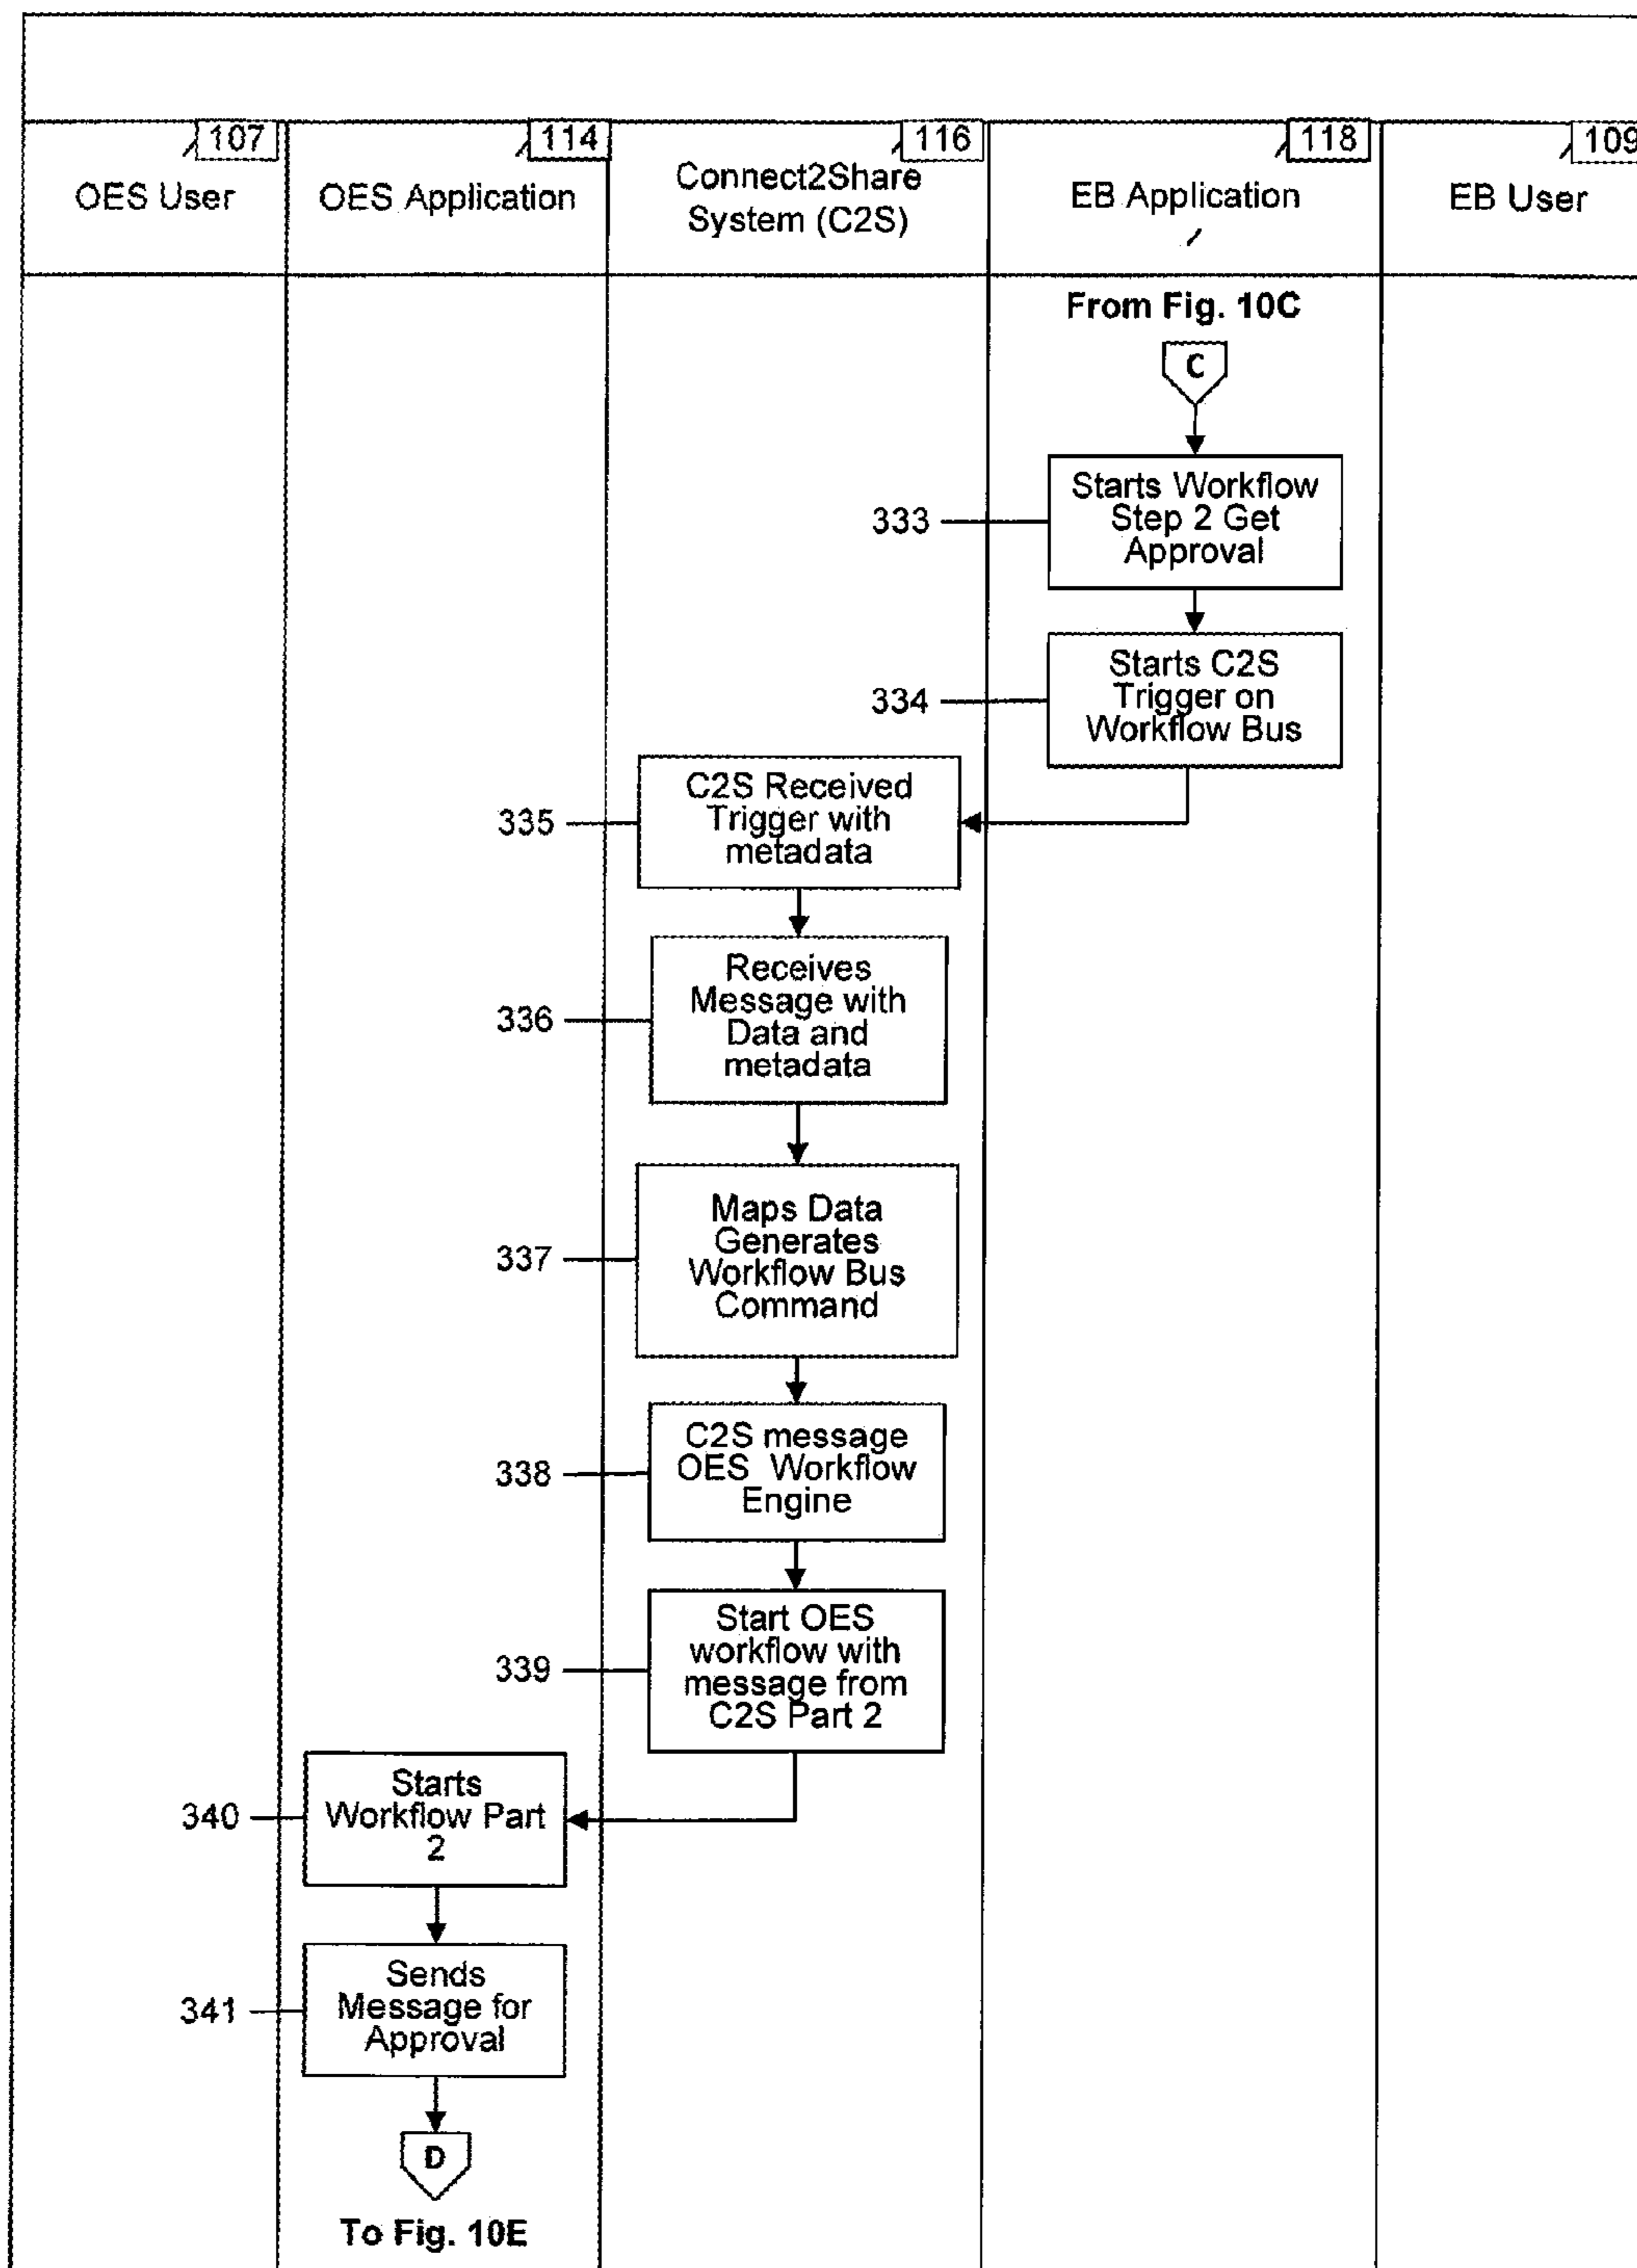 107
114
116
118
109
OES User
OES Application
Connect2Share
System (C2S)
EB Application
EB User
From Fig. 10C
C
333
Starts Workflow
Step 2 Get
Approval
334
Starts C2S
Trigger on
Workflow Bus
335
C2S Received
Trigger with
metadata
336
Receives
Message with
Data and
metadata
337
Maps Data
Generates
Workflow Bus
Command
338
C2S message
OES Workflow
Engine
339
Start OES
workflow with
message from
C2S Part 2
340
Starts
Workflow Part
2
341
Sends
Message for
Approval
D
To Fig. 10E